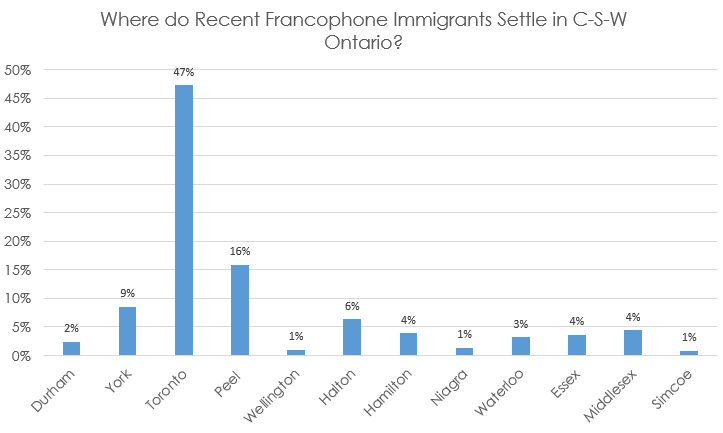 Where do Recent Francophone Immigrants Settle in C-S-W
Ontario?
50%
45%
40%
35%
30%
25%
20%
15%
10%
5%
0%
2%
9%
47%
16%
1%
6%
4%
1%
3%
4%
4%
1%
Durham
York
Toronto
Peel
Wellington
Halton
Hamilton
Niagra
Waterloo
Essex
Middlesex
Simcoe